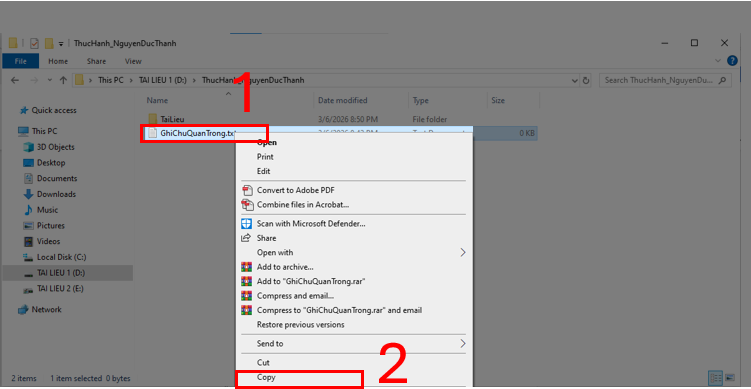 1
ThucHanh_NguyenDucThanh
File Home Share View
This PC > TAI LIEU 1 (D:) > ThucHanh_NguyenDucThanh
Search ThucHanh_NguyenDu...
Name Date modified Type Size
Quick access
TaiLieu 3/6/2026 8:50 PM File folder
This PC
GhiChuQuanTrong.txt 0 KB
3D Objects
Open
Desktop
Print
Documents
Edit
Downloads
Convert to Adobe PDF
Music
Combine files in Acrobat...
Pictures
Scan with Microsoft Defender...
Videos
Share
Local Disk (C:)
Open with
TAI LIEU 1 (D:)
Add to archive...
TAI LIEU 2 (E:)
Add to "GhiChuQuanTrong.rar"
Compress and email...
Network
Compress to "GhiChuQuanTrong.rar" and email
Restore previous versions
Send to
Cut
2
Copy
2 items 1 item selected 0 bytes